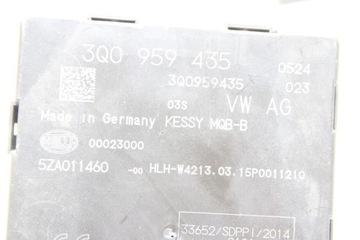 3Q0 959 435
0524
3Q0959435
023
03S
VW AG
Made in Germany KESSY MQB-B
00023000
5ZA011460 -00 HLH-W4213.03.15P0011210
33652/SDPPI/2014